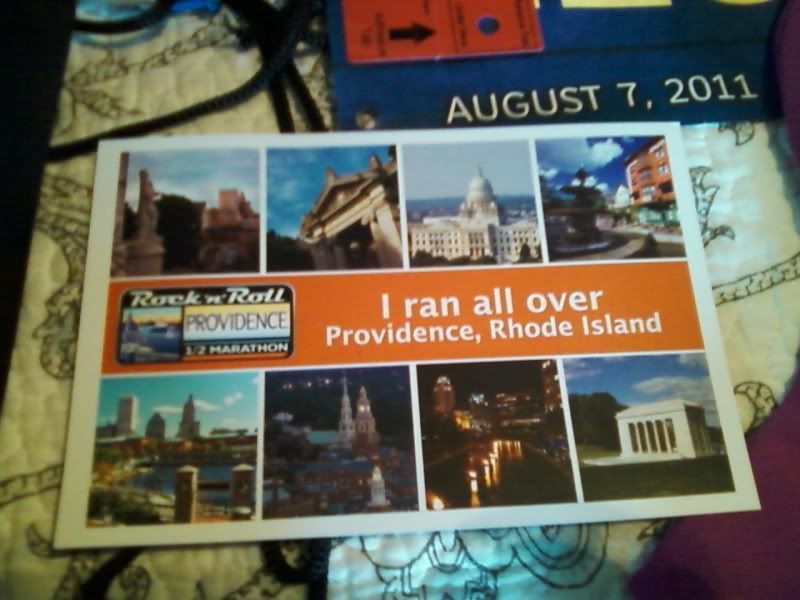 AUGUST 7, 2011
Rock 'n' Roll
PROVIDENCE
1/2 MARATHON
I ran all over
Providence, Rhode Island